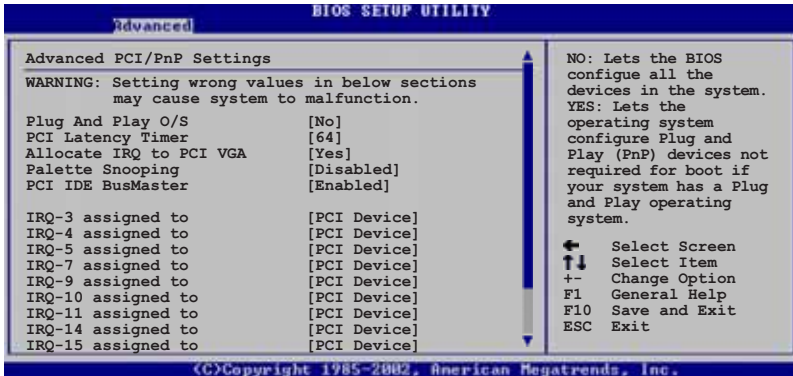 BIOS SETUP UTILITY
Advanced
Advanced PCI/PnP Settings
WARNING: Setting wrong values in below sections
may cause system to malfunction.
Plug And Play O/S [No]
PCI Latency Timer [64]
Allocate IRQ to PCI VGA [Yes]
Palette Snooping [Disabled]
PCI IDE BusMaster [Enabled]
IRQ-3 assigned to [PCI Device]
IRQ-4 assigned to [PCI Device]
IRQ-5 assigned to [PCI Device]
IRQ-7 assigned to [PCI Device]
IRQ-9 assigned to [PCI Device]
IRQ-10 assigned to [PCI Device]
IRQ-11 assigned to [PCI Device]
IRQ-14 assigned to [PCI Device]
IRQ-15 assigned to [PCI Device]
NO: Lets the BIOS
configue all the
devices in the system.
YES: Lets the
operating system
configure Plug and
Play (PnP) devices not
required for boot if
your system has a Plug
and Play operating
system.
← Select Screen
↑↓ Select Item
+- Change Option
F1 General Help
F10 Save and Exit
ESC Exit
(C)Copyright 1985-2002, American Megatrends, Inc.